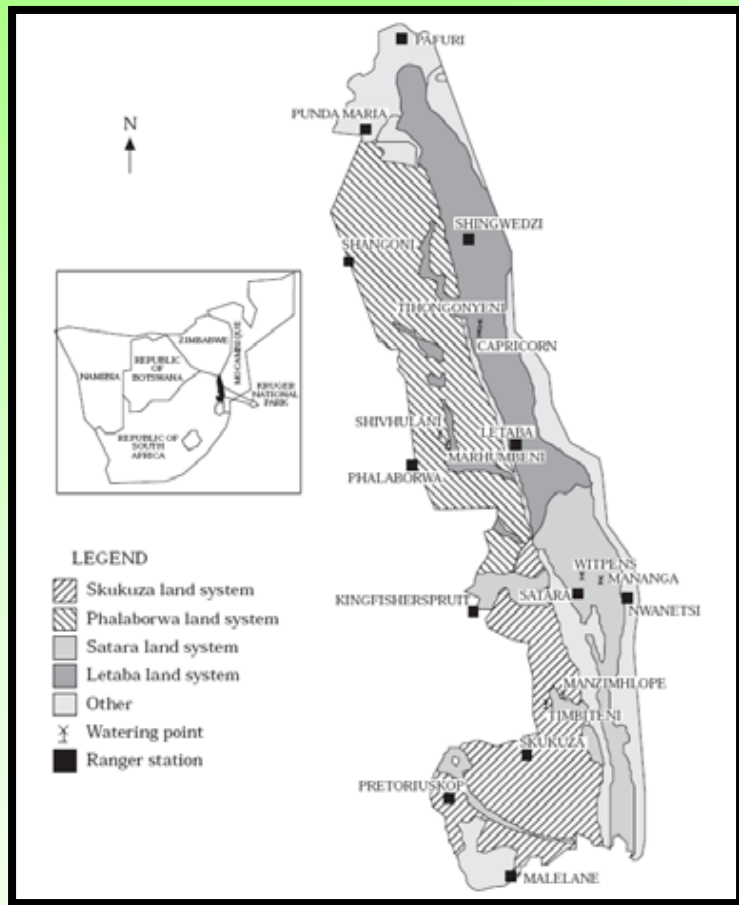 PAFURI
PUNDA MARIA
N
SHINGWEDZI
SHANGONI
TIHONGONYENI
CAPRICORN
ZIMBABWE
MOCAMBIQUE
NAMIBIA
REPUBLIC
OF
BOTSWANA
KRUGER
NATIONAL
PARK
REPUBLIC OF
SOUTH
AFRICA
SHIVHULANI
LETABA
MARHUMBENI
PHALABORWA
LEGEND
Skukuza land system
Phalaborwa land system
Satara land system
Letaba land system
Other
Watering point
Ranger station
WITPENS
MANANGA
SATARA
NWANETSI
KINGFISHERSPRUIT
MANZIMHLOPE
TIMBITENI
SKUKUZA
PRETORIUSKOP
MALELANE